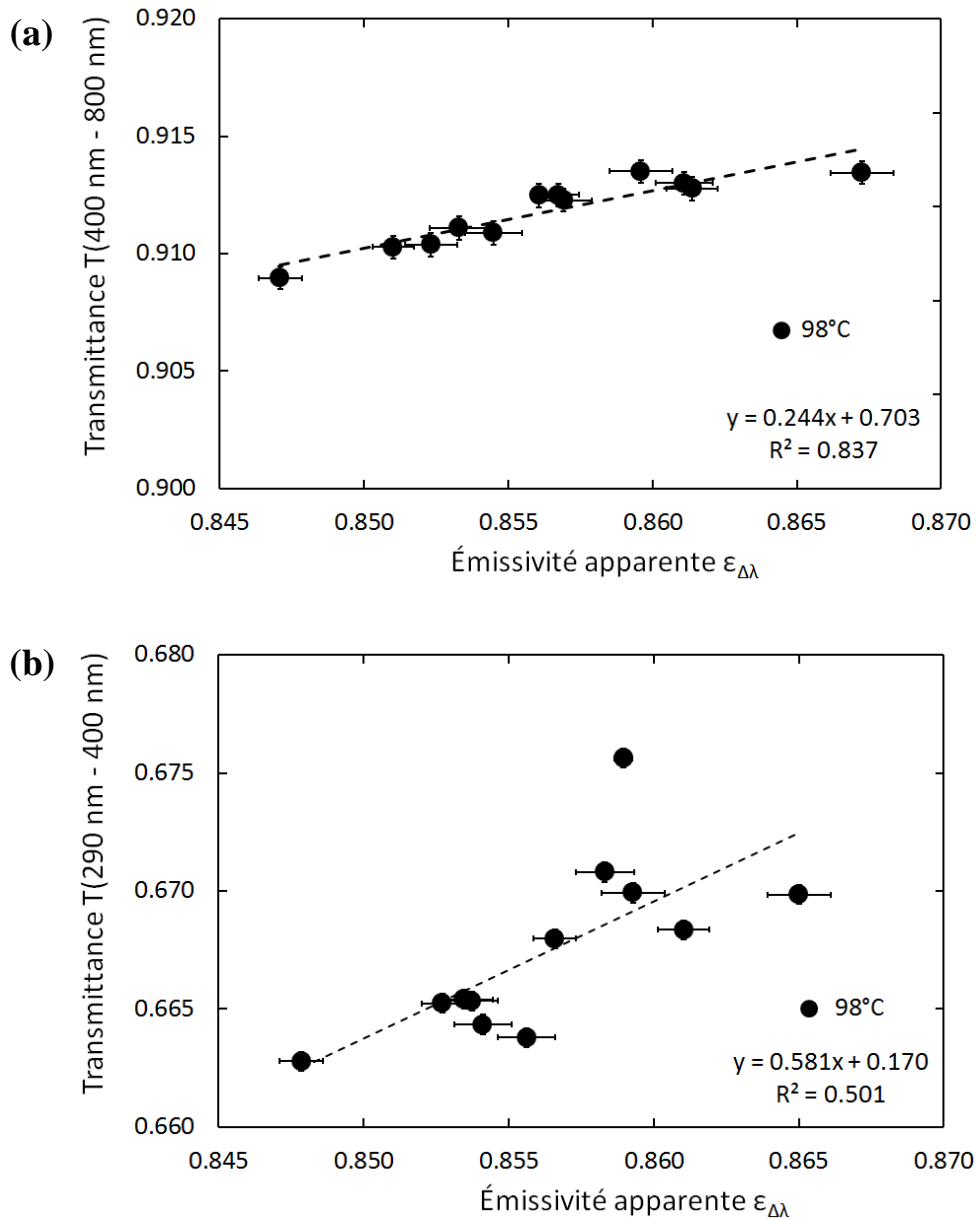 (a)
Transmittance T(400 nm - 800 nm)
0.920
0.915
0.910
0.905
0.900
0.845 0.850 0.855 0.860 0.865 0.870
98°C
y = 0.244x + 0.703
R² = 0.837
Émissivité apparente εΔλ
(b)
Transmittance T(290 nm - 400 nm)
0.680
0.675
0.670
0.665
0.660
0.845 0.850 0.855 0.860 0.865 0.870
98°C
y = 0.581x + 0.170
R² = 0.501
Émissivité apparente εΔλ